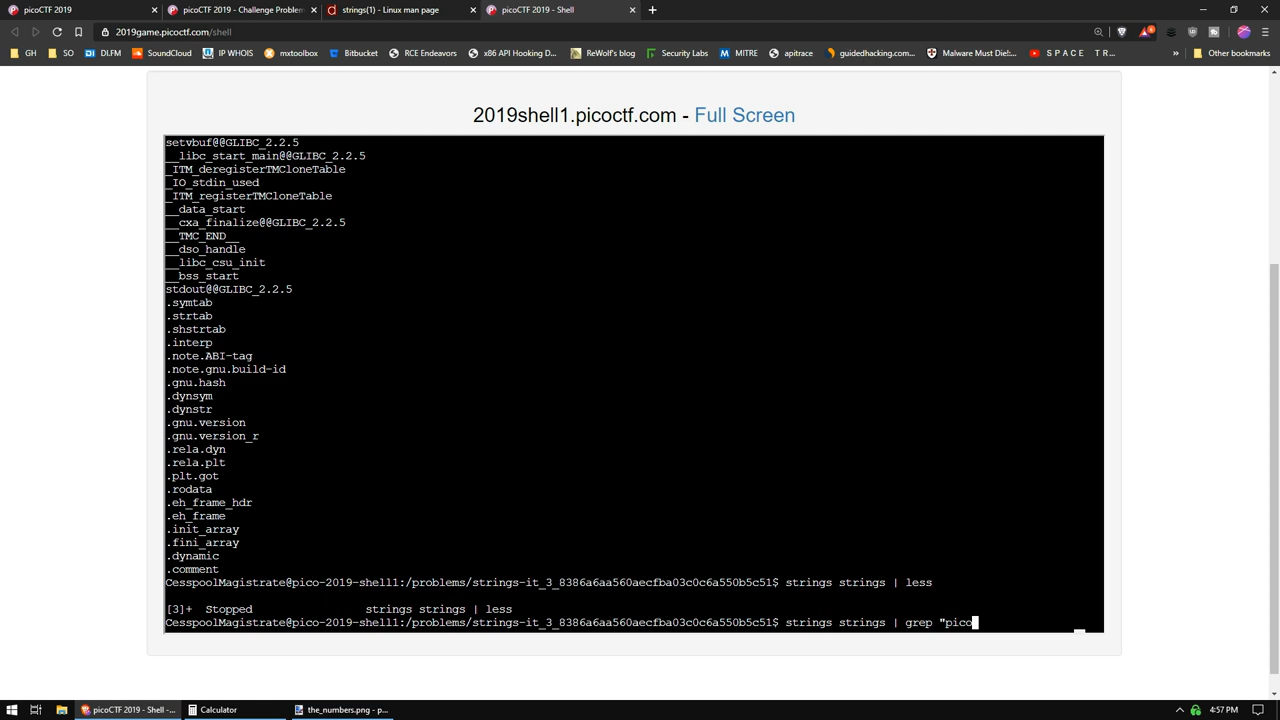 picoCTF 2019
picoCTF 2019 - Challenge Problem
strings(1) - Linux man page
picoCTF 2019 - Shell
2019game.picoctf.com/shell
GH
SO
DLFM
SoundCloud
IP WHOIS
mxtoolbox
Bitbucket
RCE Endeavors
x86 API Hooking D...
ReWolf's blog
Security Labs
MITRE
apitrace
guidedhacking.com...
Malware Must Die!:...
S P A C E T R...
Other bookmarks
2019shell1.picoctf.com - Full Screen
setvbuf@@GLIBC_2.2.5
__libc_start_main@@GLIBC_2.2.5
_ITM_deregisterTMCloneTable
_IO_stdin_used
_ITM_registerTMCloneTable
__data_start
__cxa_finalize@@GLIBC_2.2.5
__TMC_END__
__dso_handle
__libc_csu_init
__bss_start
stdout@@GLIBC_2.2.5
.symtab
.strtab
.shstrtab
.interp
.note.ABI-tag
.note.gnu.build-id
.gnu.hash
.dynsym
.dynstr
.gnu.version
.gnu.version_r
.rela.dyn
.rela.plt
.plt.got
.rodata
.eh_frame_hdr
.eh_frame
.init_array
.fini_array
.dynamic
.comment
CesspoolMagistrate@pico-2019-shell1:/problems/strings-it_3_8386a6aa560aecfba03c0c6a550b5c51$ strings strings | less
[3]+  Stopped                 strings strings | less
CesspoolMagistrate@pico-2019-shell1:/problems/strings-it_3_8386a6aa560aecfba03c0c6a550b5c51$ strings strings | grep "pico
picoCTF 2019 - Shell -...
Calculator
the_numbers.png - p...
4:57 PM